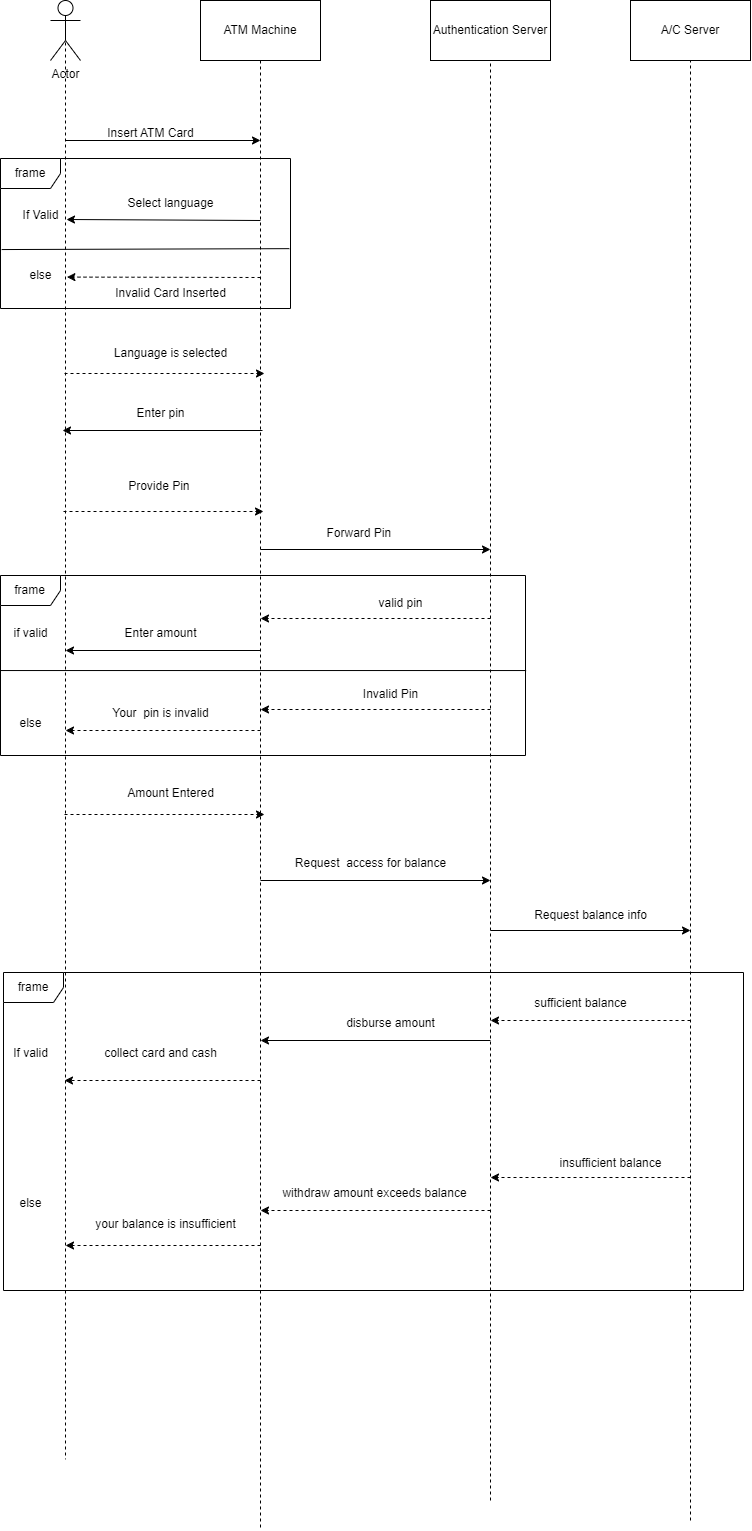 ATM Machine
Authentication Server
A/C Server
Actor
Insert ATM Card
frame
Select language
If Valid
else
Invalid Card Inserted
Language is selected
Enter pin
Provide Pin
Forward Pin
frame
valid pin
if valid
Enter amount
Invalid Pin
Your  pin is invalid
else
Amount Entered
Request  access for balance
Request balance info
frame
sufficient balance
disburse amount
If valid
collect card and cash
insufficient balance
withdraw amount exceeds balance
else
your balance is insufficient